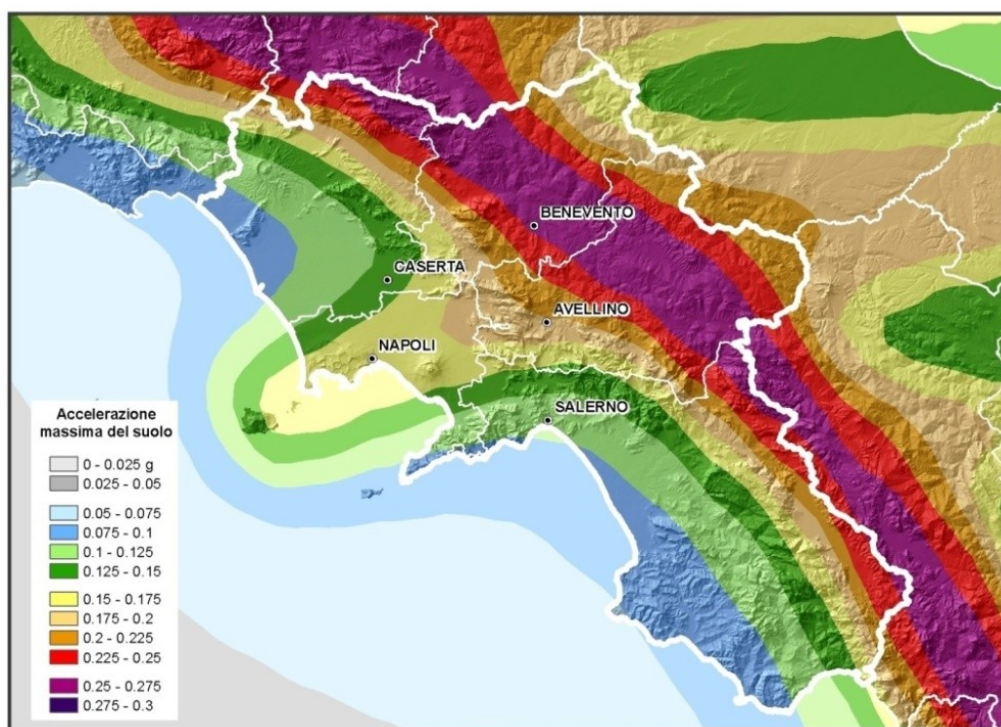 BENEVENTO
CASERTA
AVELLINO
NAPOLI
SALERNO
Accelerazione
massima del suolo
0 - 0.025 g
0.025 - 0.05
0.05 - 0.075
0.075 - 0.1
0.1 - 0.125
0.125 - 0.15
0.15 - 0.175
0.175 - 0.2
0.2 - 0.225
0.225 - 0.25
0.25 - 0.275
0.275 - 0.3